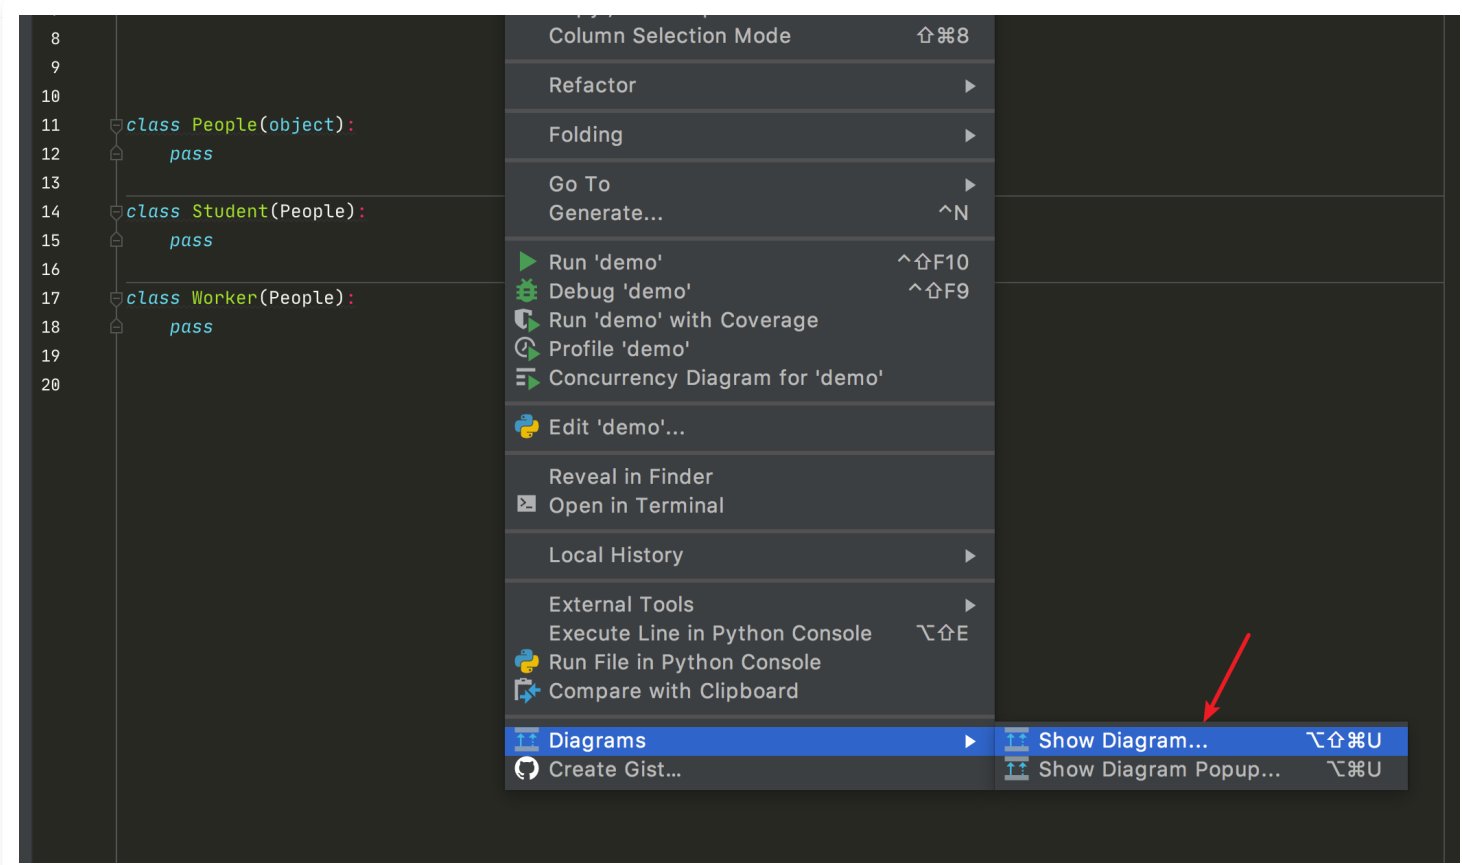 8
Column Selection Mode ⇧⌘8
9
Refactor
10
11 class People(object):
12 pass
Folding
13
Go To
14 class Student(People):
Generate... ^N
15 pass
16
Run 'demo' ^⇧F10
17 class Worker(People):
Debug 'demo' ^⇧F9
18 pass
Run 'demo' with Coverage
19
Profile 'demo'
20
Concurrency Diagram for 'demo'
Edit 'demo'...
Reveal in Finder
Open in Terminal
Local History
External Tools
Execute Line in Python Console ⌥⇧E
Run File in Python Console
Compare with Clipboard
Diagrams
Show Diagram... ⌥⇧⌘U
Create Gist...
Show Diagram Popup... ⌥⌘U